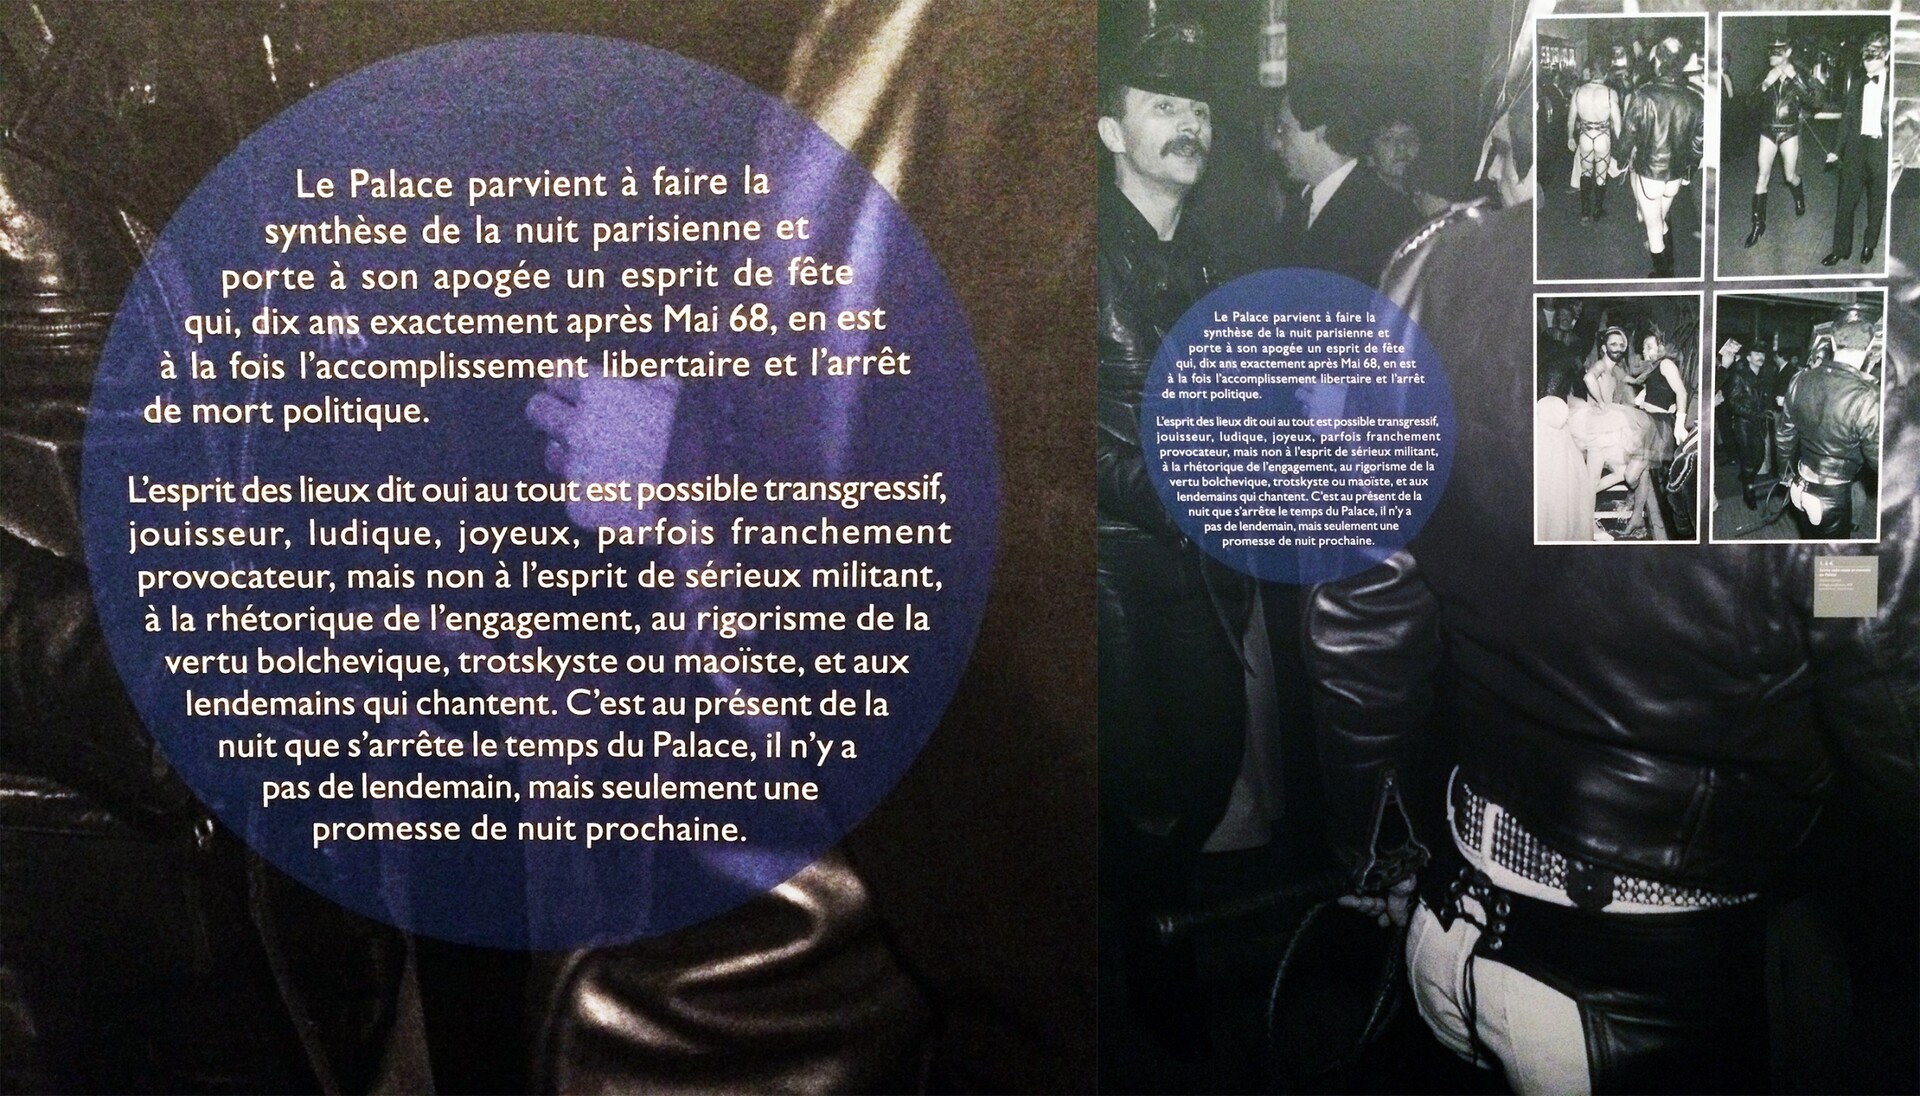 Le Palace parvient à faire la
synthèse de la nuit parisienne et
porte à son apogée un esprit de fête
qui, dix ans exactement après Mai 68, en est
à la fois l'accomplissement libertaire et l'arrêt
de mort politique.
L'esprit des lieux dit oui au tout est possible transgressif,
jouisseur, ludique, joyeux, parfois franchement
provocateur, mais non à l'esprit de sérieux militant,
à la rhétorique de l'engagement, au rigorisme de la
vertu bolchevique, trotskyste ou maoïste, et aux
lendemains qui chantent. C'est au présent de la
nuit que s'arrête le temps du Palace, il n'y a
pas de lendemain, mais seulement une
promesse de nuit prochaine.
Le Palace parvient à faire la
synthèse de la nuit parisienne et
porte à son apogée un esprit de fête
qui, dix ans exactement après Mai 68, en est
à la fois l'accomplissement libertaire et l'arrêt
de mort politique.
L'esprit des lieux dit oui au tout est possible transgressif,
jouisseur, ludique, joyeux, parfois franchement
provocateur, mais non à l'esprit de sérieux militant,
à la rhétorique de l'engagement, au rigorisme de la
vertu bolchevique, trotskyste ou maoïste, et aux
lendemains qui chantent. C'est au présent de la
nuit que s'arrête le temps du Palace, il n'y a
pas de lendemain, mais seulement une
promesse de nuit prochaine.